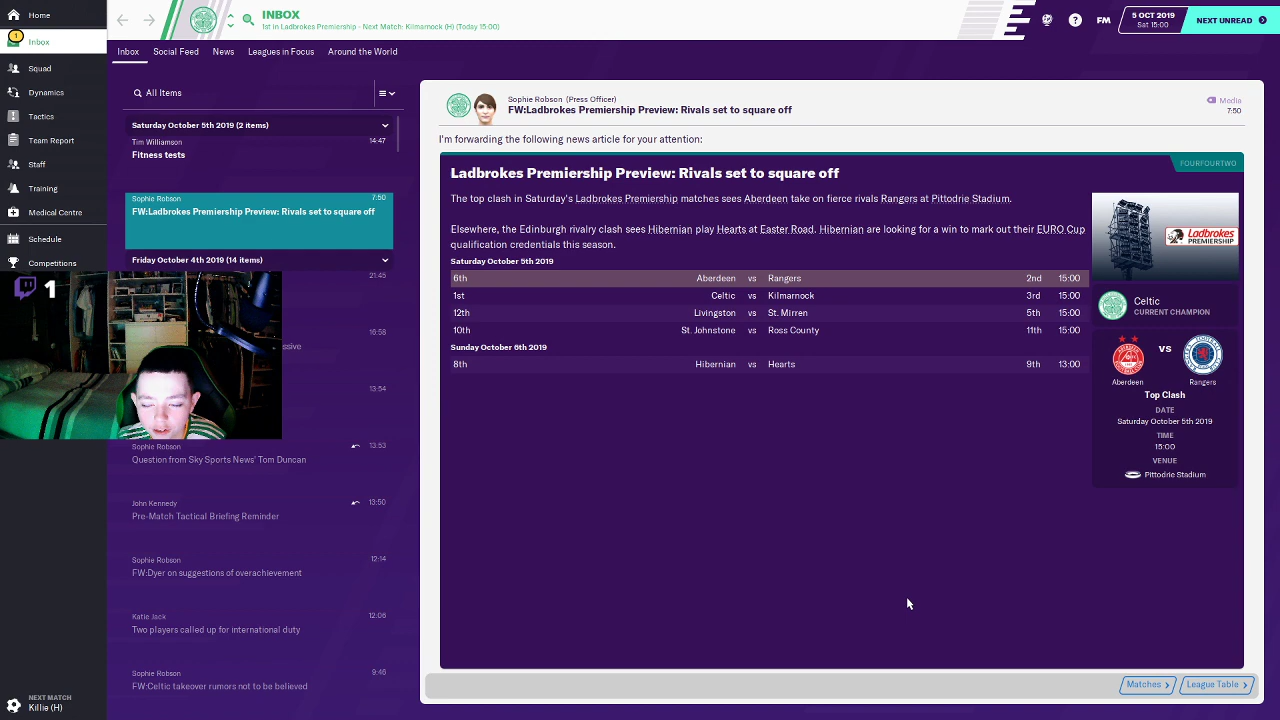 Home
1
Inbox
Squad
Dynamics
Tactics
Team Report
Staff
Training
Medical Centre
Schedule
Competitions
1
NEXT MATCH
Killie (H)
INBOX
1st in Ladbrokes Premiership - Next Match: Kilmarnock (H) (Today 15:00)
?
FM
5 OCT 2019
Sat 15:00
NEXT UNREAD
Inbox Social Feed News Leagues in Focus Around the World
All Items
Saturday October 5th 2019 (2 items)
Tim Williamson 14:47
Fitness tests
Sophie Robson 7:50
FW:Ladbrokes Premiership Preview: Rivals set to square off
Friday October 4th 2019 (14 items)
21:45
16:58
ssive
13:54
Sophie Robson 13:53
Question from Sky Sports News' Tom Duncan
John Kennedy 13:50
Pre-Match Tactical Briefing Reminder
Sophie Robson 12:14
FW:Dyer on suggestions of overachievement
Katie Jack 12:06
Two players called up for international duty
Sophie Robson 9:46
FW:Celtic takeover rumors not to be believed
Sophie Robson (Press Officer)
FW:Ladbrokes Premiership Preview: Rivals set to square off
Media
7:50
I'm forwarding the following news article for your attention:
FOURFOURTWO
Ladbrokes Premiership Preview: Rivals set to square off
The top clash in Saturday's Ladbrokes Premiership matches sees Aberdeen take on fierce rivals Rangers at Pittodrie Stadium.
Elsewhere, the Edinburgh rivalry clash sees Hibernian play Hearts at Easter Road. Hibernian are looking for a win to mark out their EURO Cup
qualification credentials this season.
Saturday October 5th 2019
6th Aberdeen vs Rangers 2nd 15:00
1st Celtic vs Kilmarnock 3rd 15:00
12th Livingston vs St. Mirren 5th 15:00
10th St. Johnstone vs Ross County 11th 15:00
Sunday October 6th 2019
8th Hibernian vs Hearts 9th 13:00
Ladbrokes
PREMIERSHIP
Celtic
CURRENT CHAMPION
VS
Aberdeen Rangers
Top Clash
DATE
Saturday October 5th 2019
TIME
15:00
VENUE
Pittodrie Stadium
Matches
League Table